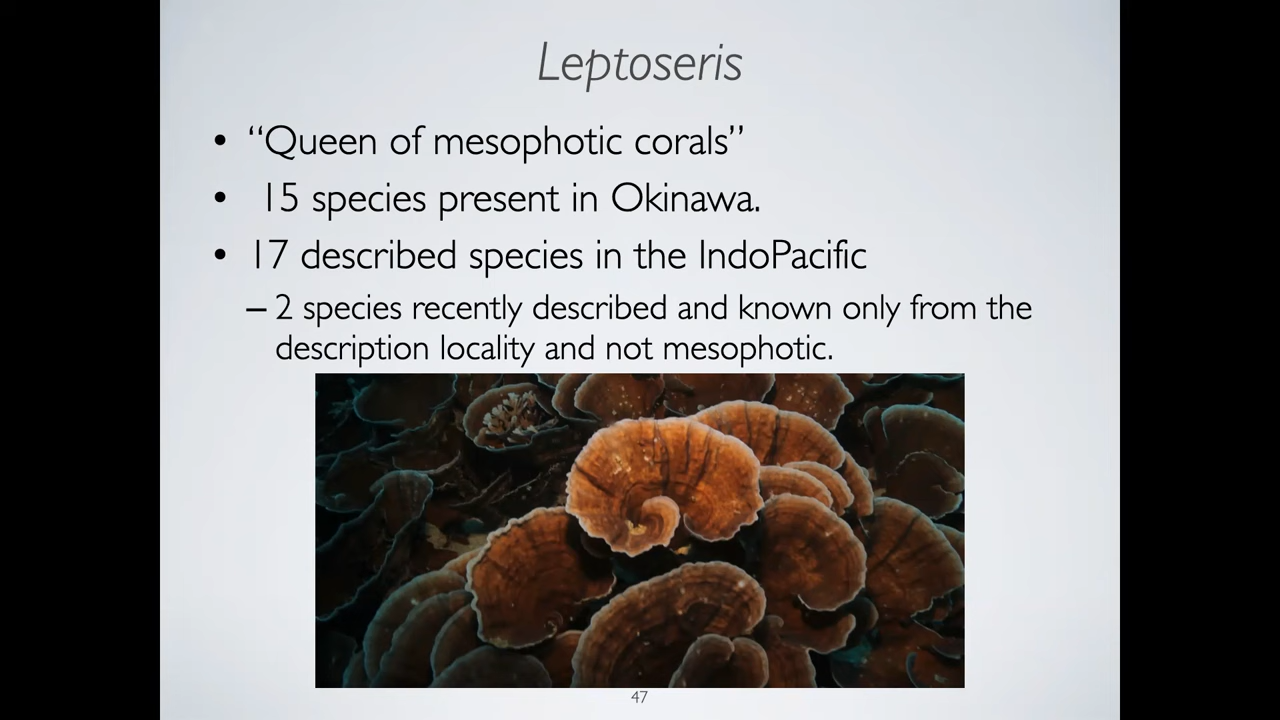 Leptoseris
• “Queen of mesophotic corals”
• 15 species present in Okinawa.
• 17 described species in the IndoPacific
– 2 species recently described and known only from the
description locality and not mesophotic.
47